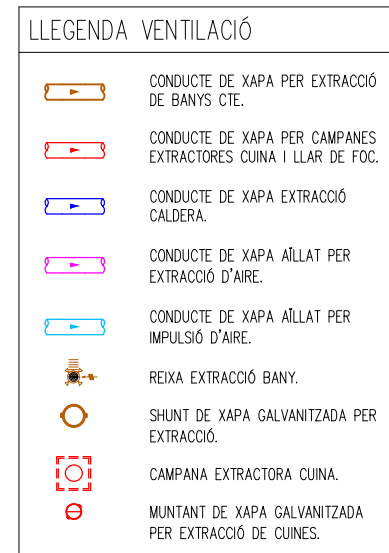 LLEGENDA VENTILACIÓ
CONDUCTE DE XAPA PER EXTRACCIÓ
DE BANYS CTE.
CONDUCTE DE XAPA PER CAMPANES
EXTRACTORES CUINA I LLAR DE FOC.
CONDUCTE DE XAPA EXTRACCIÓ
CALDERA.
CONDUCTE DE XAPA AÏLLAT PER
EXTRACCIÓ D'AIRE.
CONDUCTE DE XAPA AÏLLAT PER
IMPULSIÓ D'AIRE.
REIXA EXTRACCIÓ BANY.
SHUNT DE XAPA GALVANITZADA PER
EXTRACCIÓ.
CAMPANA EXTRACTORA CUINA.
MUNTANT DE XAPA GALVANITZADA
PER EXTRACCIÓ DE CUINES.